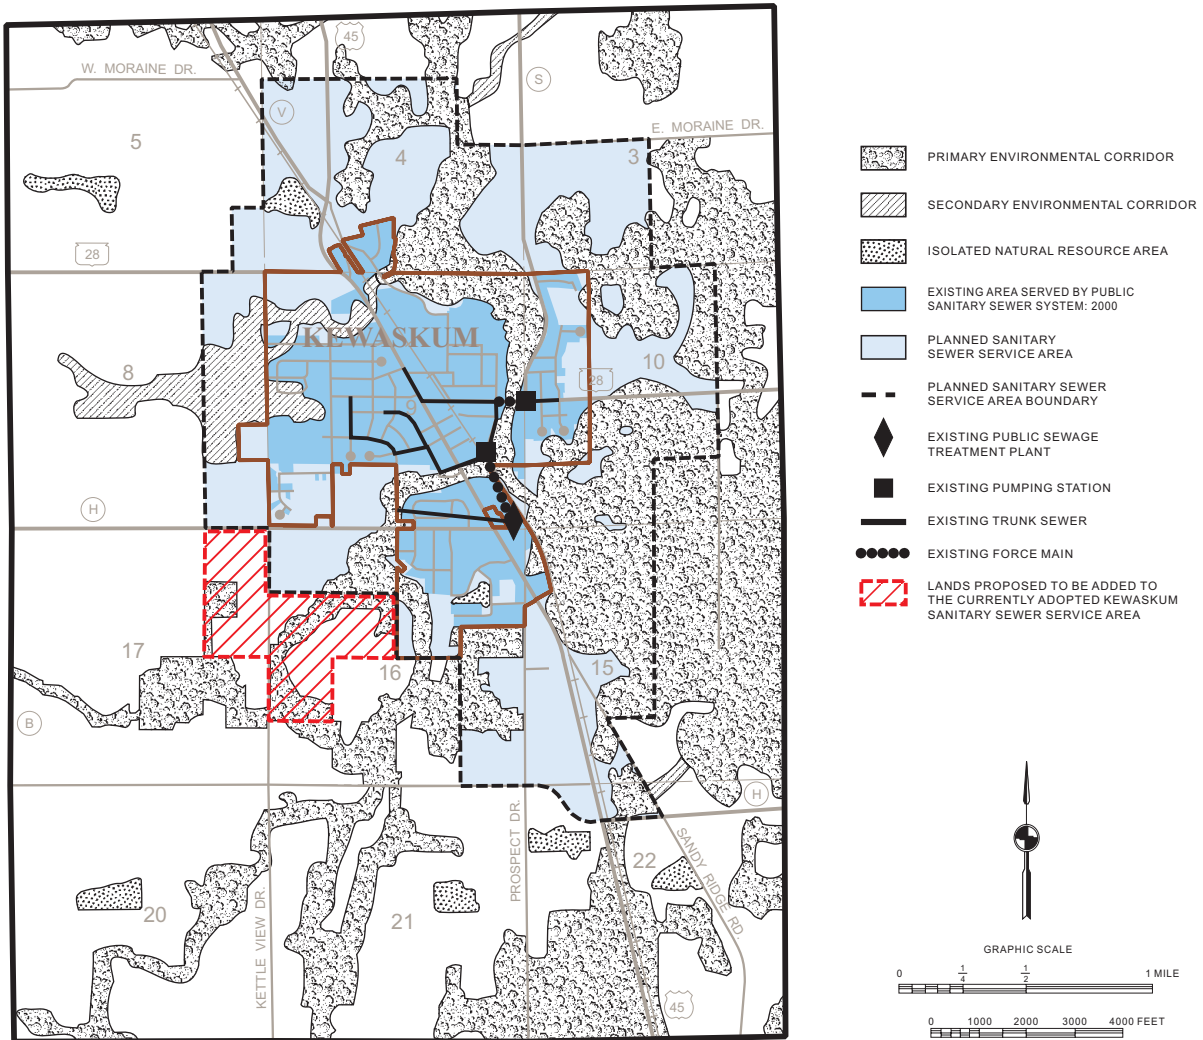 45
W. MORAINE DR.
S
V
E. MORAINE DR.
5
4
3
28
KEWASKUM
8
10
28
9
H
17
16
15
B
H
PROSPECT DR.
SANDY RIDGE RD
22
20
21
KETTLE VIEW DR.
45
PRIMARY ENVIRONMENTAL CORRIDOR
SECONDARY ENVIRONMENTAL CORRIDOR
ISOLATED NATURAL RESOURCE AREA
EXISTING AREA SERVED BY PUBLIC
SANITARY SEWER SYSTEM: 2000
PLANNED SANITARY
SEWER SERVICE AREA
PLANNED SANITARY SEWER
SERVICE AREA BOUNDARY
EXISTING PUBLIC SEWAGE
TREATMENT PLANT
EXISTING PUMPING STATION
EXISTING TRUNK SEWER
EXISTING FORCE MAIN
LANDS PROPOSED TO BE ADDED TO
THE CURRENTLY ADOPTED KEWASKUM
SANITARY SEWER SERVICE AREA
GRAPHIC SCALE
0 1/4 1/2 1 MILE
0 1000 2000 3000 4000 FEET